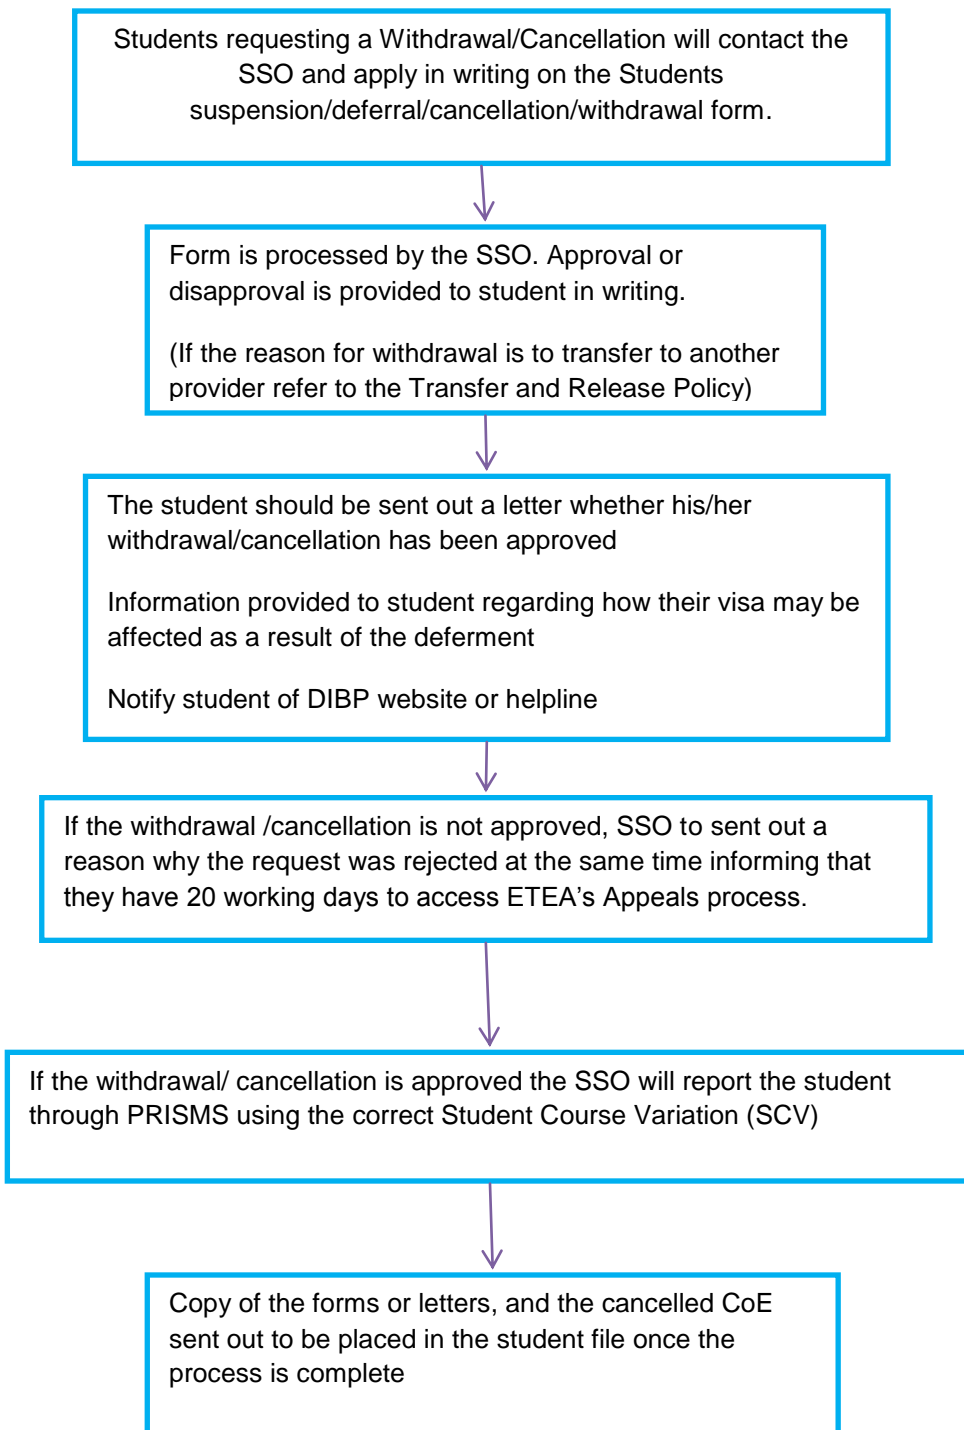 Students requesting a Withdrawal/Cancellation will contact the
SSO and apply in writing on the Students
suspension/deferral/cancellation/withdrawal form.
Form is processed by the SSO. Approval or
disapproval is provided to student in writing.
(If the reason for withdrawal is to transfer to another
provider refer to the Transfer and Release Policy)
The student should be sent out a letter whether his/her
withdrawal/cancellation has been approved
Information provided to student regarding how their visa may be
affected as a result of the deferment
Notify student of DIBP website or helpline
If the withdrawal /cancellation is not approved, SSO to sent out a
reason why the request was rejected at the same time informing that
they have 20 working days to access ETEA’s Appeals process.
If the withdrawal/ cancellation is approved the SSO will report the student
through PRISMS using the correct Student Course Variation (SCV)
Copy of the forms or letters, and the cancelled CoE
sent out to be placed in the student file once the
process is complete